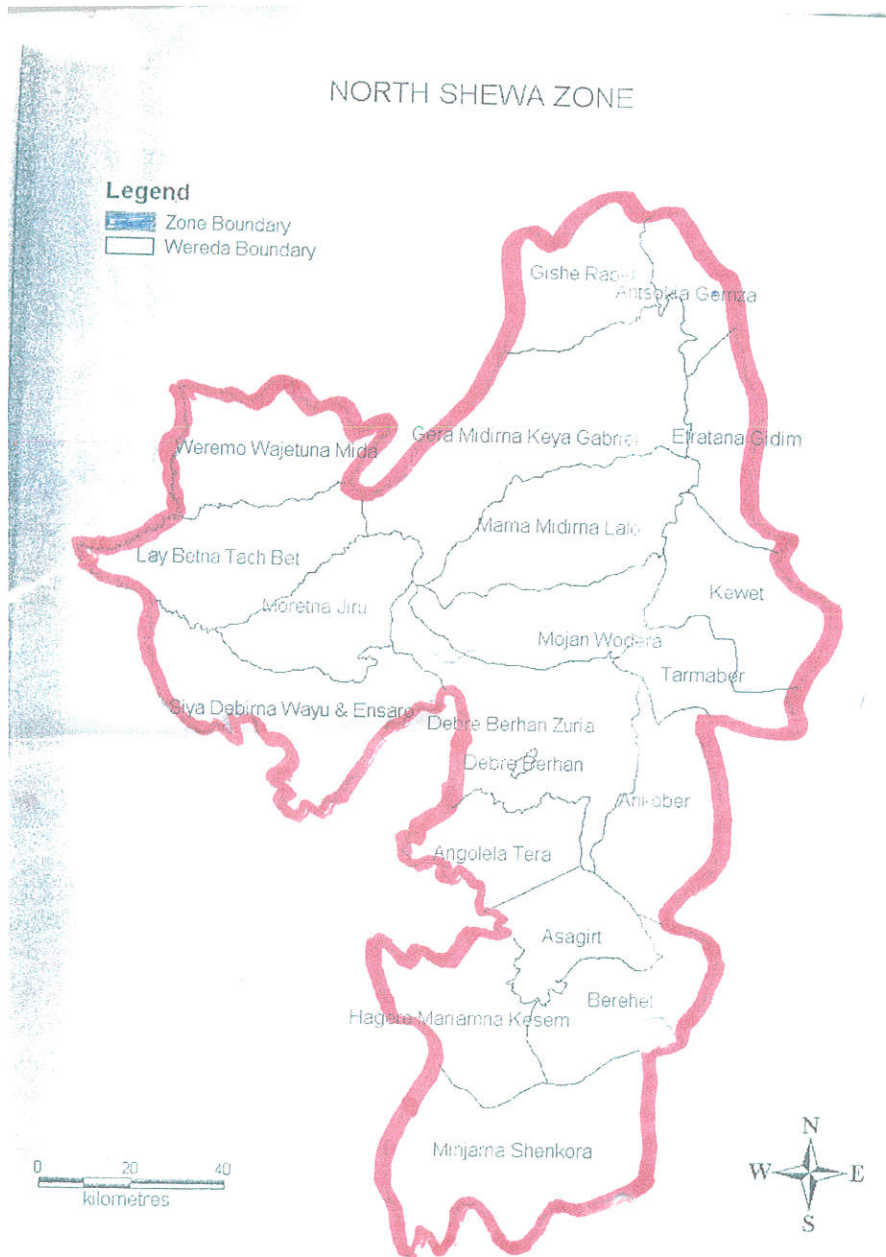 NORTH SHEWA ZONE
Legend
Zone Boundary
Wereda Boundary
Gishe Rabel
Antsokia Gemza
Gera Midirna Keya Gabriel
Efratana Gidim
Weremo Wajetuna Mida
Mama Midirna Lalo
Lay Betna Tach Bet
Kewet
Moretna Jiru
Mojan Wodera
Tarmaber
Siya Debirna Wayu & Ensaro
Debre Berhan Zuria
Debre Berhan
Ankober
Angolela Tera
Asagirt
Berehet
Hagere Mariamna Kesem
Minjarna Shenkora
0 20 40
kilometres
N
W E
S